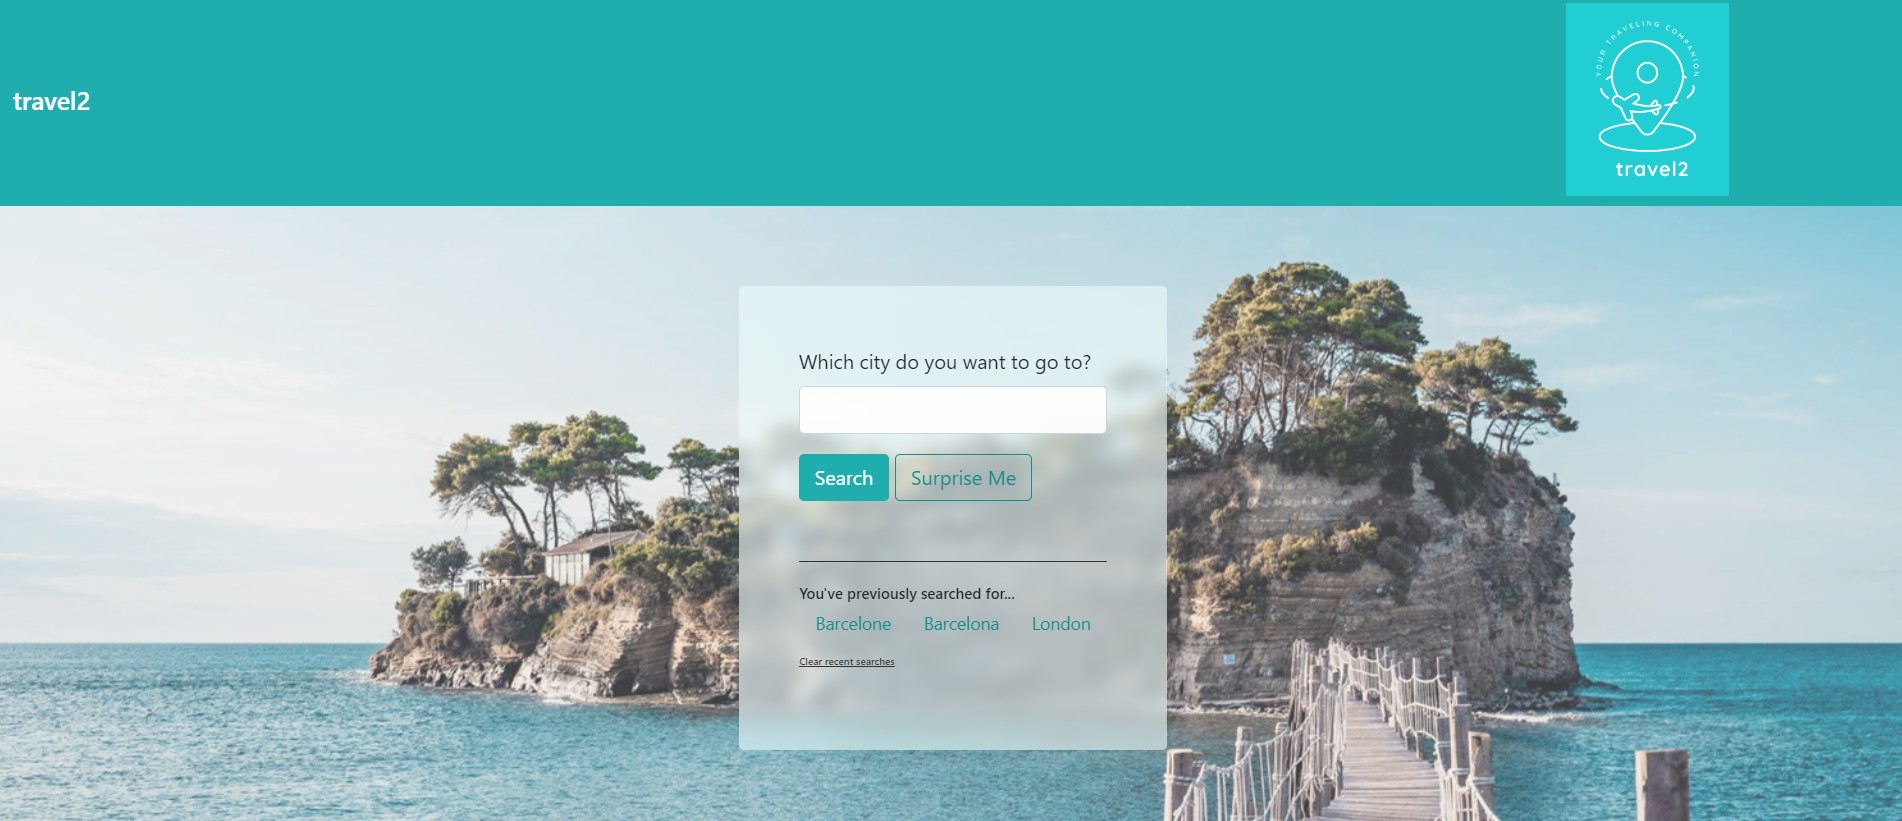 travel2
YOUR TRAVELING COMPANION
travel2
Which city do you want to go to?
Search Surprise Me
You've previously searched for...
Barcelone Barcelona London
Clear recent searches